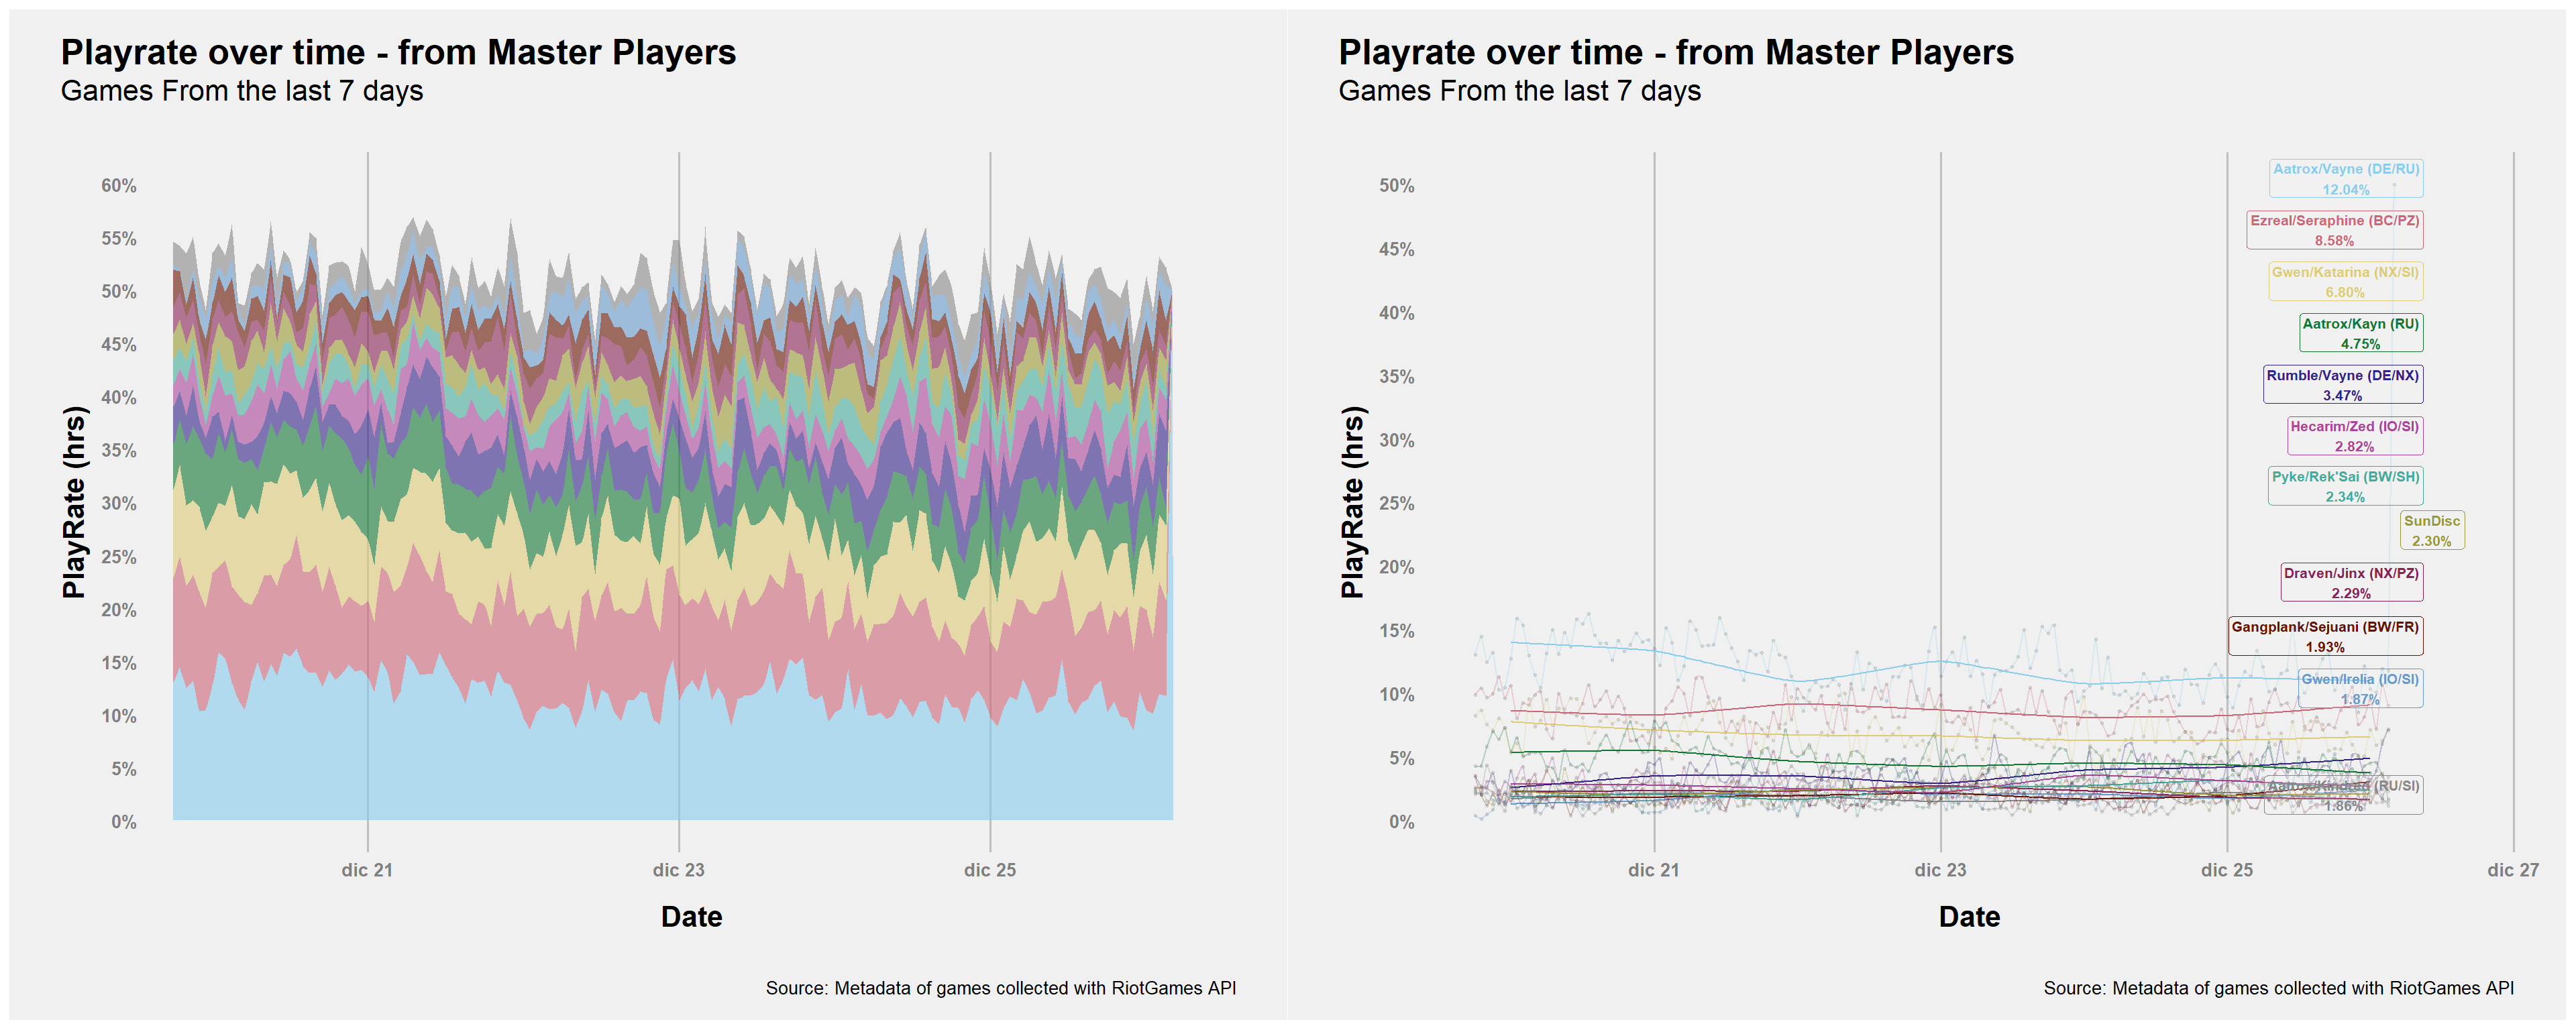 Playrate over time - from Master Players
Games From the last 7 days
60%
55%
50%
45%
40%
35%
30%
25%
20%
15%
10%
5%
0%
PlayRate (hrs)
dic 21
dic 23
dic 25
Date
Source: Metadata of games collected with RiotGames API
Playrate over time - from Master Players
Games From the last 7 days
50%
45%
40%
35%
30%
25%
20%
15%
10%
5%
0%
PlayRate (hrs)
Aatrox/Vayne (DE/RU)
12.04%
Ezreal/Seraphine (BC/PZ)
8.58%
Gwen/Katarina (NX/SI)
6.80%
Aatrox/Kayn (RU)
4.75%
Rumble/Vayne (DE/NX)
3.47%
Hecarim/Zed (IO/SI)
2.82%
Pyke/Rek'Sai (BW/SH)
2.34%
SunDisc
2.30%
Draven/Jinx (NX/PZ)
2.29%
Gangplank/Sejuani (BW/FR)
1.93%
Gwen/Irelia (IO/SI)
1.87%
Aatrox/Kindred (RU/SI)
1.86%
dic 21
dic 23
dic 25
dic 27
Date
Source: Metadata of games collected with RiotGames API